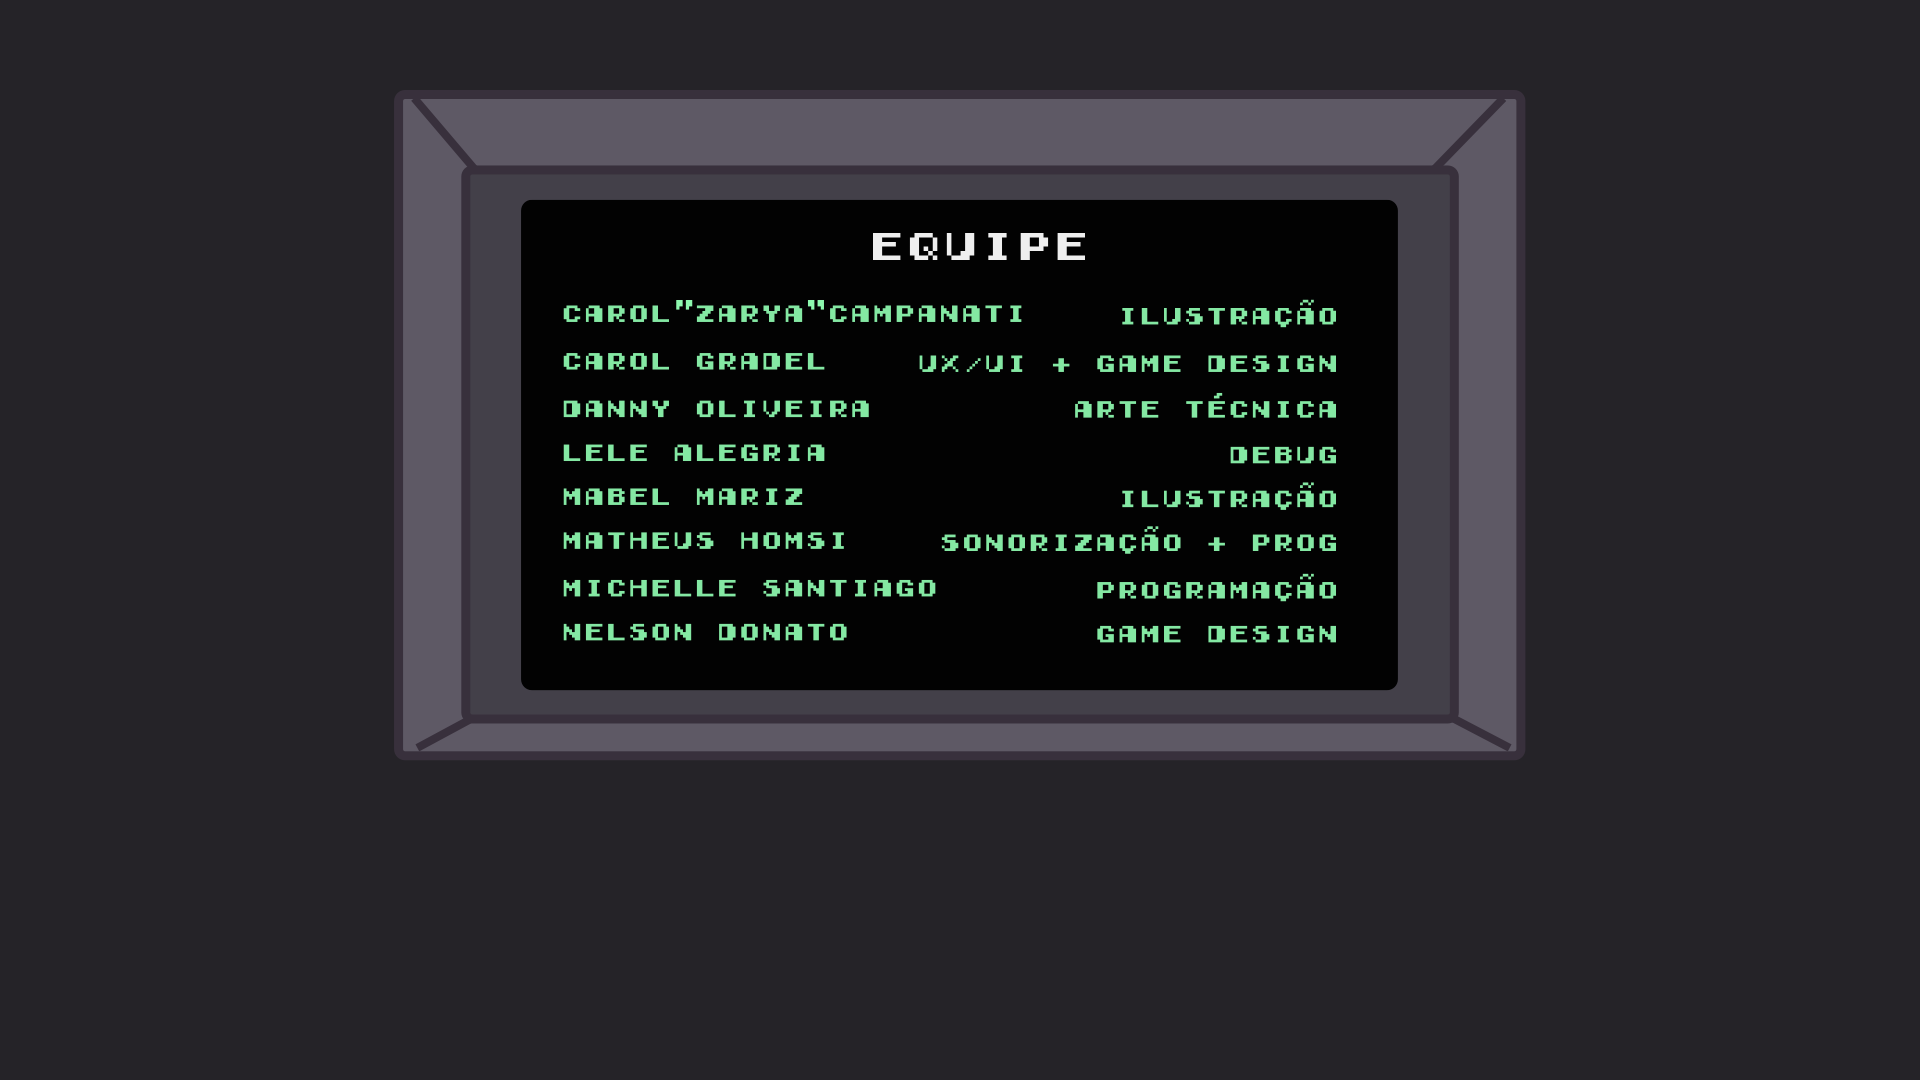 EQUIPE
CAROL"ZARYA"CAMPANATI ILUSTRAÇÃO
CAROL GRADEL UX/UI + GAME DESIGN
DANNY OLIVEIRA ARTE TÉCNICA
LELE ALEGRIA DEBUG
MABEL MARIZ ILUSTRAÇÃO
MATHEUS HOMSI SONORIZAÇÃO + PROG
MICHELLE SANTIAGO PROGRAMAÇÃO
NELSON DONATO GAME DESIGN